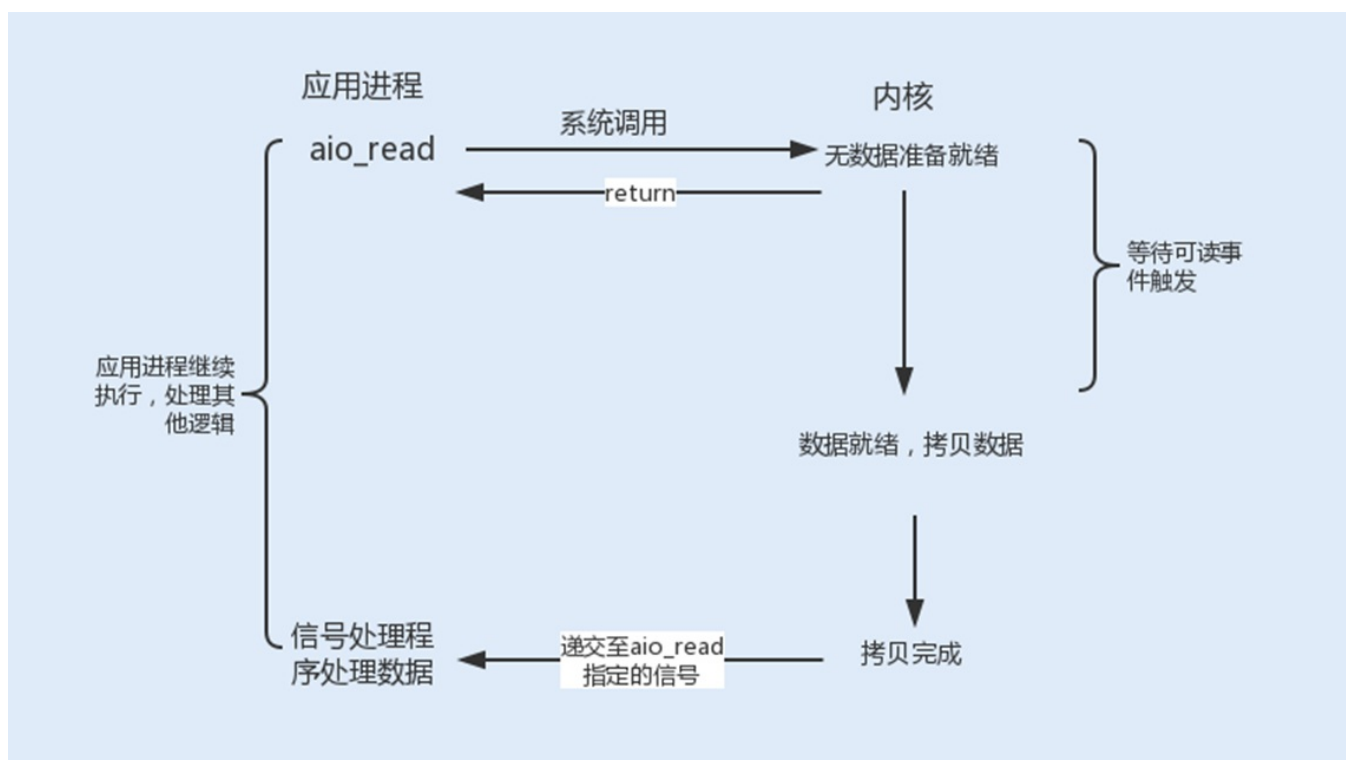 应用进程
内核
系统调用
aio_read
无数据准备就绪
return
等待可读事
件触发
应用进程继续
执行，处理其
他逻辑
数据就绪，拷贝数据
信号处理程
序处理数据
递交至aio_read
指定的信号
拷贝完成